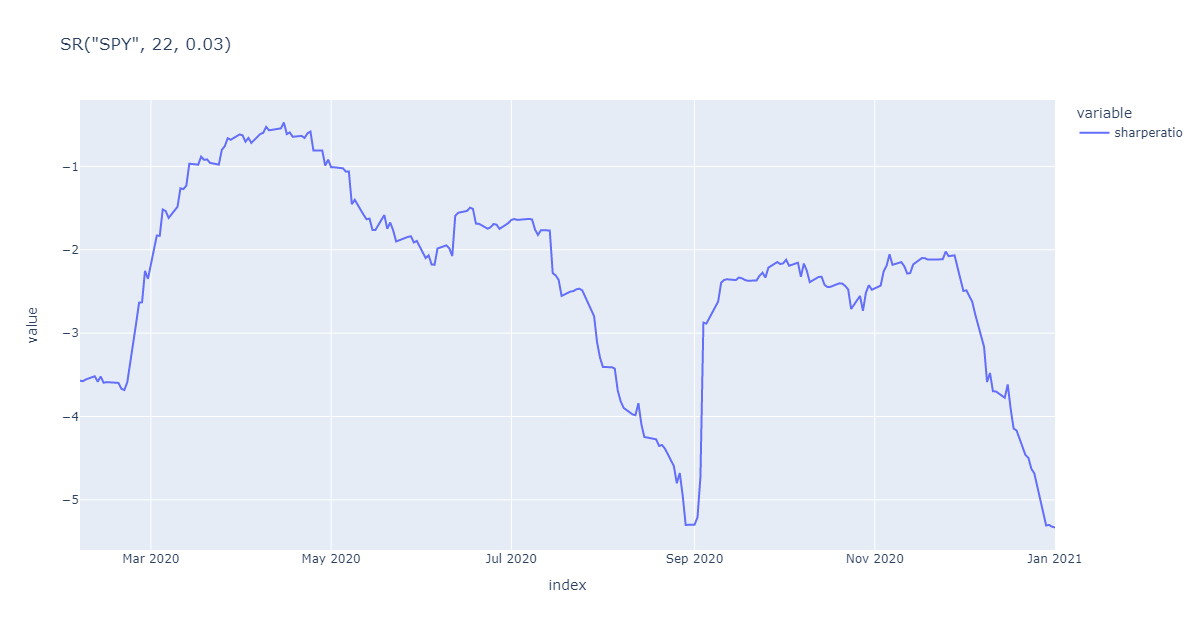 SR("SPY", 22, 0.03)
variable
sharperatio
−1
−2
−3
−4
−5
value
Mar 2020
May 2020
Jul 2020
Sep 2020
Nov 2020
Jan 2021
index